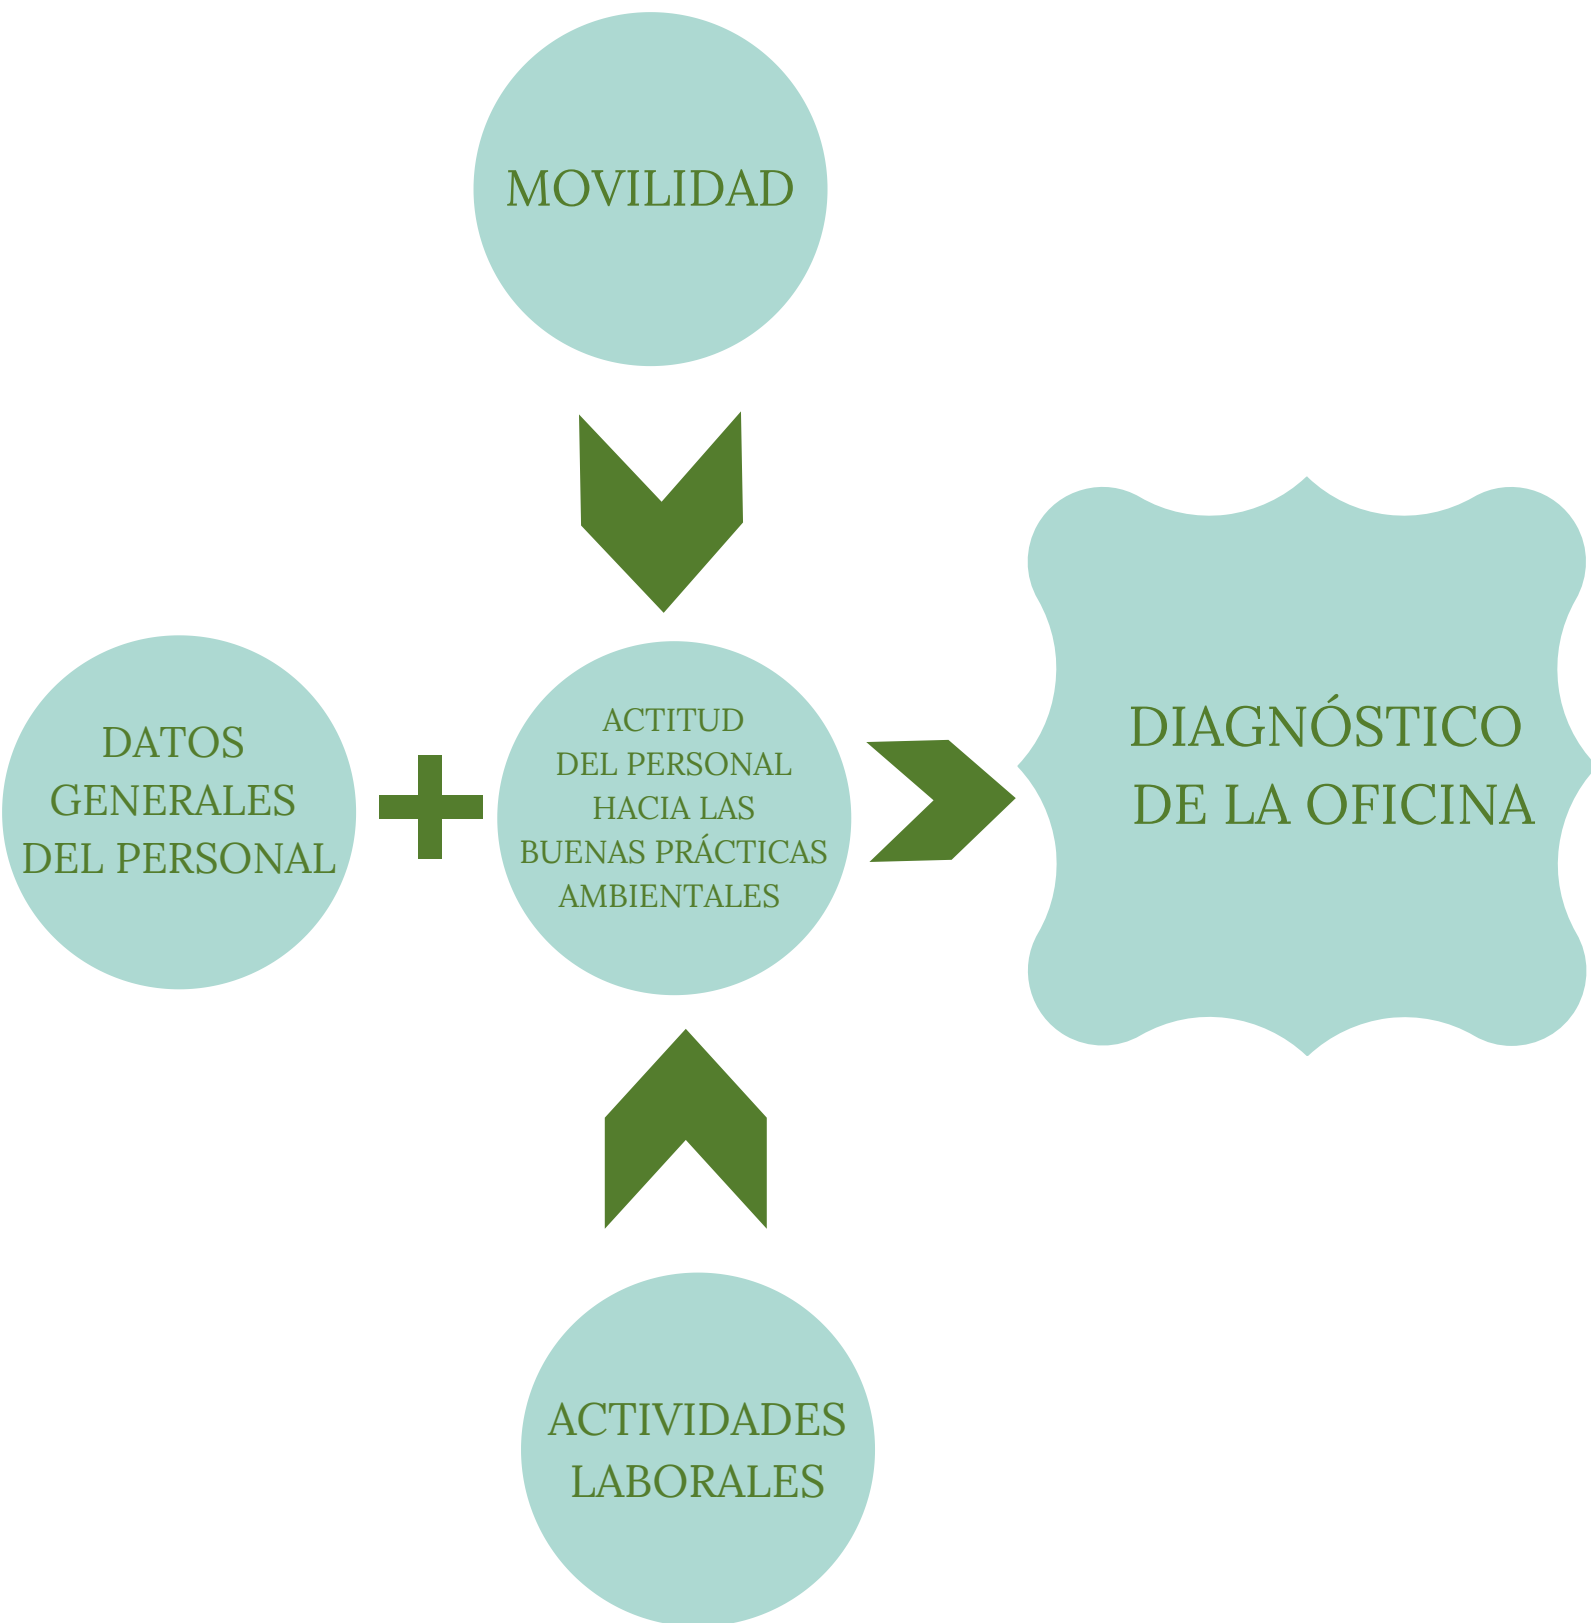 MOVILIDAD
DATOS
GENERALES
DEL PERSONAL
ACTITUD
DEL PERSONAL
HACIA LAS
BUENAS PRÁCTICAS
AMBIENTALES
DIAGNÓSTICO
DE LA OFICINA
ACTIVIDADES
LABORALES